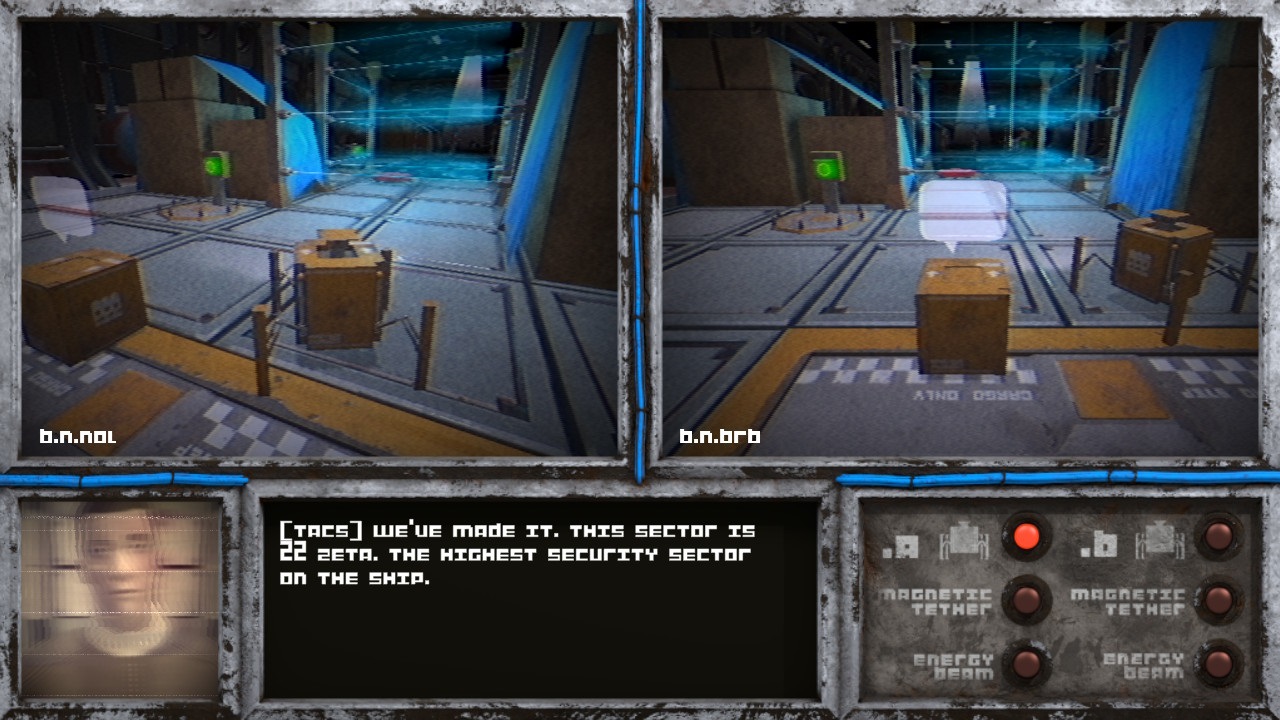 b.n.nol
CARGO ONLY
b.n.brb
[TACS] WE'VE MADE IT. THIS SECTOR IS
22 ZETA. THE HIGHEST SECURITY SECTOR
ON THE SHIP.
.a
.b
MAGNETIC
TETHER
MAGNETIC
TETHER
ENERGY
BEAM
ENERGY
BEAM